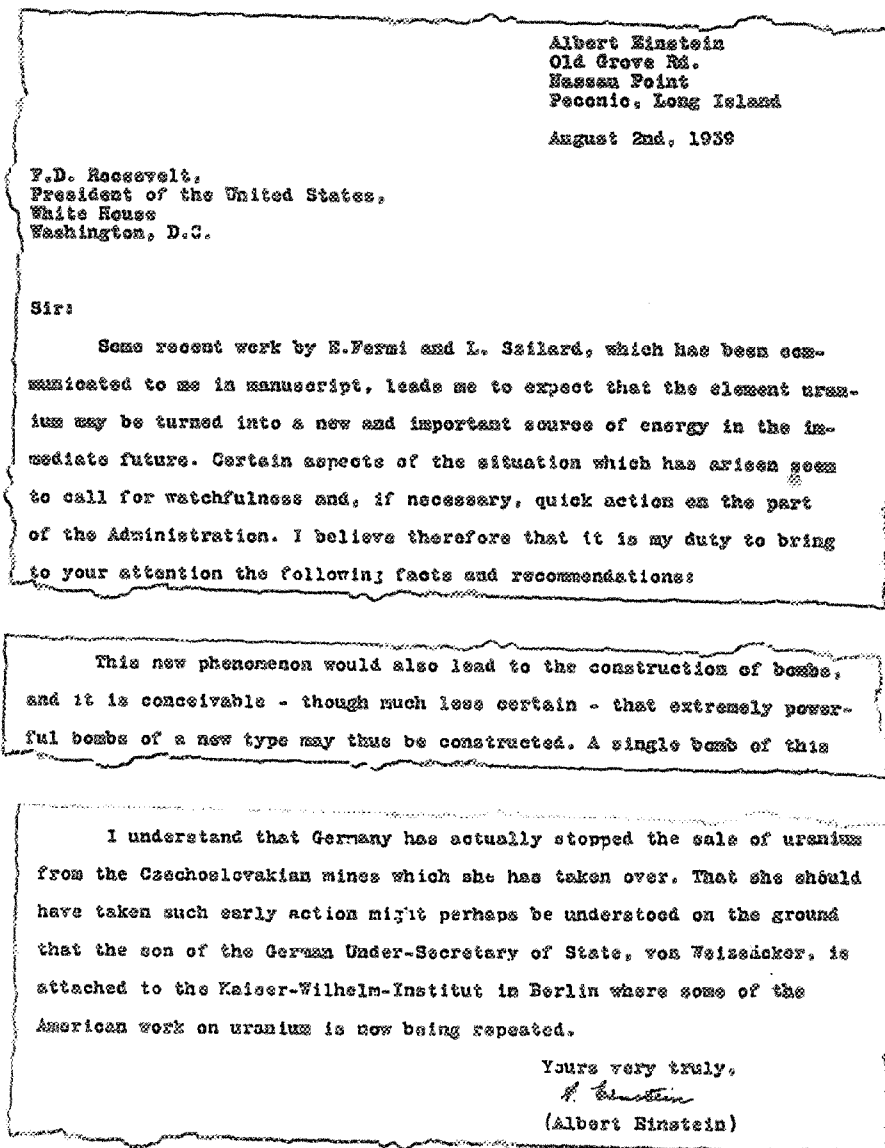 Albert Einstein
Old Grove Rd.
Nassau Point
Peconic, Long Island
August 2nd, 1939
F.D. Roosevelt,
President of the United States,
White House
Washington, D.C.
Sir:
Some recent work by E.Fermi and L. Szilard, which has been com-
municated to me in manuscript, leads me to expect that the element uran-
ium may be turned into a new and important source of energy in the im-
mediate future. Certain aspects of the situation which has arisen seem
to call for watchfulness and, if necessary, quick action on the part
of the Administration. I believe therefore that it is my duty to bring
to your attention the following facts and recommendations:
This new phenomenon would also lead to the construction of bombs,
and it is conceivable - though much less certain - that extremely power-
ful bombs of a new type may thus be constructed. A single bomb of this
I understand that Germany has actually stopped the sale of uranium
from the Czechoslovakian mines which she has taken over. That she should
have taken such early action might perhaps be understood on the ground
that the son of the German Under-Secretary of State, von Weizsäcker, is
attached to the Kaiser-Wilhelm-Institut in Berlin where some of the
American work on uranium is now being repeated.
Yours very truly,
A. Einstein
(Albert Einstein)